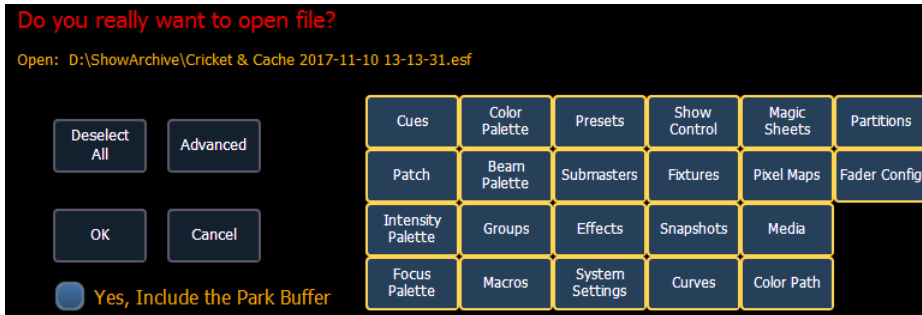 Do you really want to open file?
Open: D:\ShowArchive\Cricket & Cache 2017-11-10 13-13-31.esf
Deselect
All
Advanced
OK
Cancel
Yes, Include the Park Buffer
Cues
Color
Palette
Presets
Show
Control
Magic
Sheets
Partitions
Patch
Beam
Palette
Submasters
Fixtures
Pixel Maps
Fader Config
Intensity
Palette
Groups
Effects
Snapshots
Media
Focus
Palette
Macros
System
Settings
Curves
Color Path